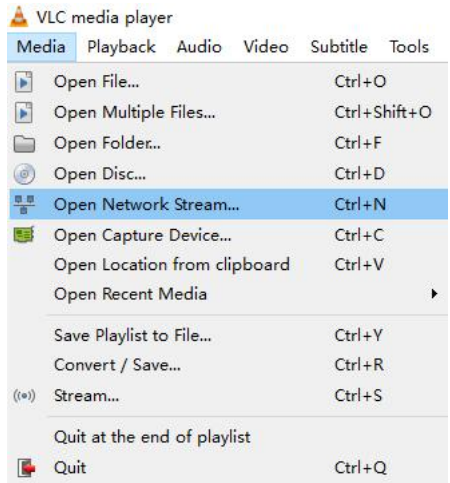 VLC media player
Media Playback Audio Video Subtitle Tools
Open File... Ctrl+O
Open Multiple Files... Ctrl+Shift+O
Open Folder... Ctrl+F
Open Disc... Ctrl+D
Open Network Stream... Ctrl+N
Open Capture Device... Ctrl+C
Open Location from clipboard Ctrl+V
Open Recent Media
Save Playlist to File... Ctrl+Y
Convert / Save... Ctrl+R
Stream... Ctrl+S
Quit at the end of playlist
Quit Ctrl+Q